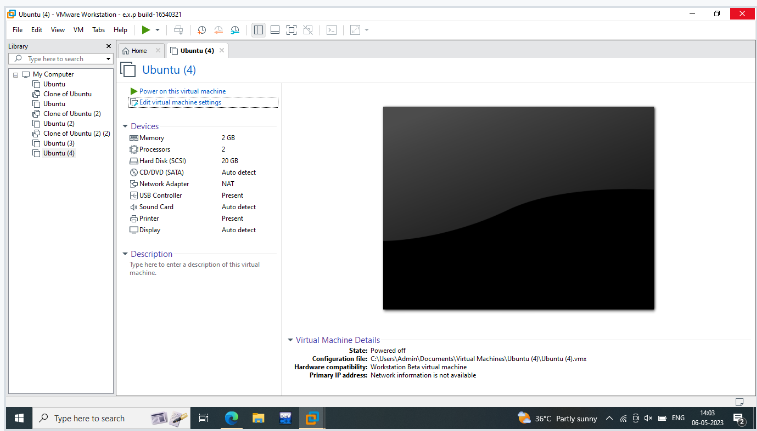 Ubuntu (4) - VMware Workstation - e.x.p build-16540321
File Edit View VM Tabs Help
Library
Type here to search
My Computer
Ubuntu
Clone of Ubuntu
Ubuntu
Clone of Ubuntu (2)
Ubuntu (2)
Clone of Ubuntu (2) (2)
Ubuntu (3)
Ubuntu (4)
Home
Ubuntu (4)
Ubuntu (4)
Power on this virtual machine
Edit virtual machine settings
Devices
Memory 2 GB
Processors 2
Hard Disk (SCSI) 20 GB
CD/DVD (SATA) Auto detect
Network Adapter NAT
USB Controller Present
Sound Card Auto detect
Printer Present
Display Auto detect
Description
Type here to enter a description of this virtual
machine.
Virtual Machine Details
State: Powered off
Configuration file: C:\Users\Admin\Documents\Virtual Machines\Ubuntu (4)\Ubuntu (4).vmx
Hardware compatibility: Workstation Beta virtual machine
Primary IP address: Network information is not available
Type here to search
36°C Partly sunny
ENG
14:03
06-05-2023
2